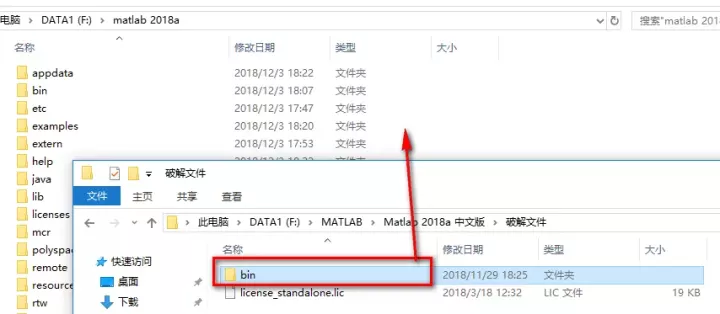 电脑 › DATA1 (F:) › matlab 2018a
搜索"matlab 2018a
名称 修改日期 类型 大小
appdata 2018/12/3 18:22 文件夹
bin 2018/12/3 18:07 文件夹
etc 2018/12/3 17:47 文件夹
examples 2018/12/3 18:20 文件夹
extern 2018/12/3 17:53 文件夹
help
java
lib
licenses
mcr
polyspac
remote
resource
rtw
破解文件
文件 主页 共享 查看
此电脑 › DATA1 (F:) › MATLAB › Matlab 2018a 中文版 › 破解文件
名称 修改日期 类型 大小
快速访问
桌面
下载
bin 2018/11/29 18:25 文件夹
license_standalone.lic 2018/3/18 12:32 LIC 文件 19 KB